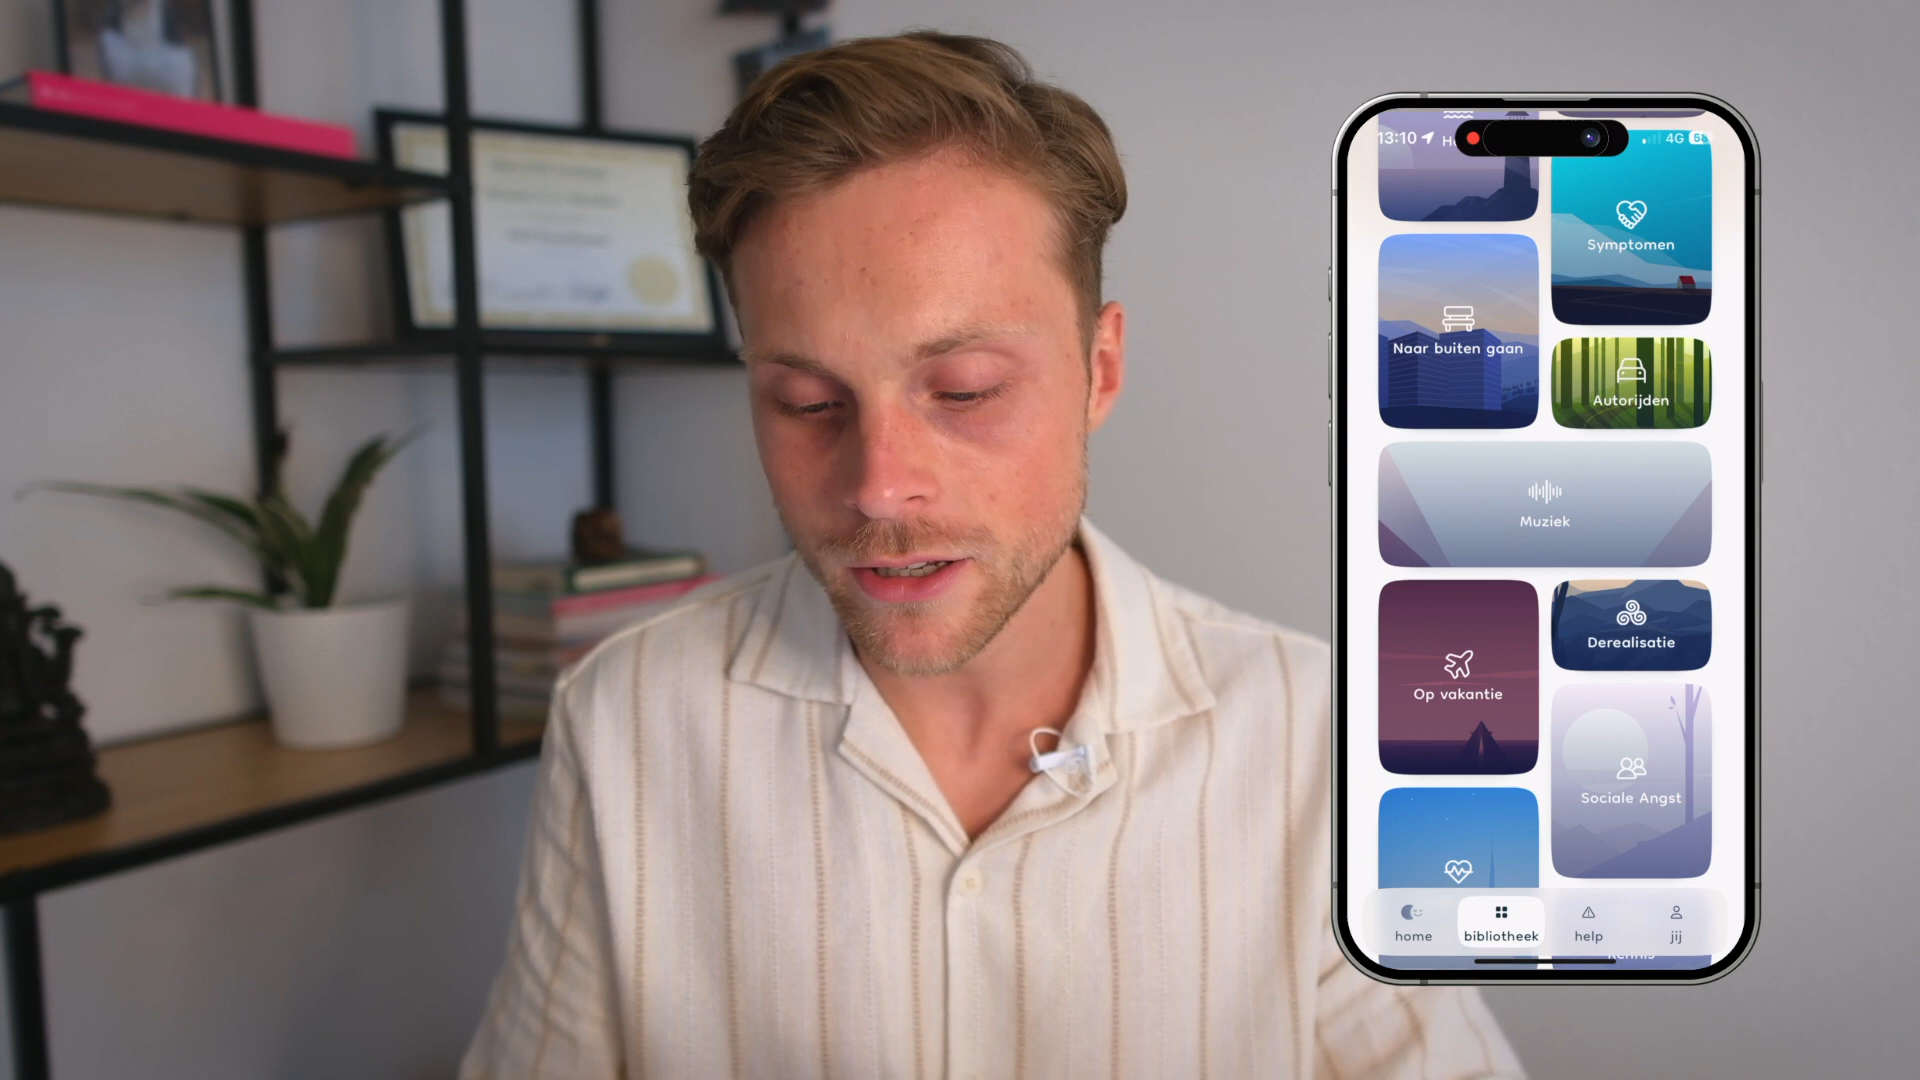 13:10
4G
Symptomen
Naar buiten gaan
Autorijden
Muziek
Derealisatie
Op vakantie
Sociale Angst
home
bibliotheek
help
jij